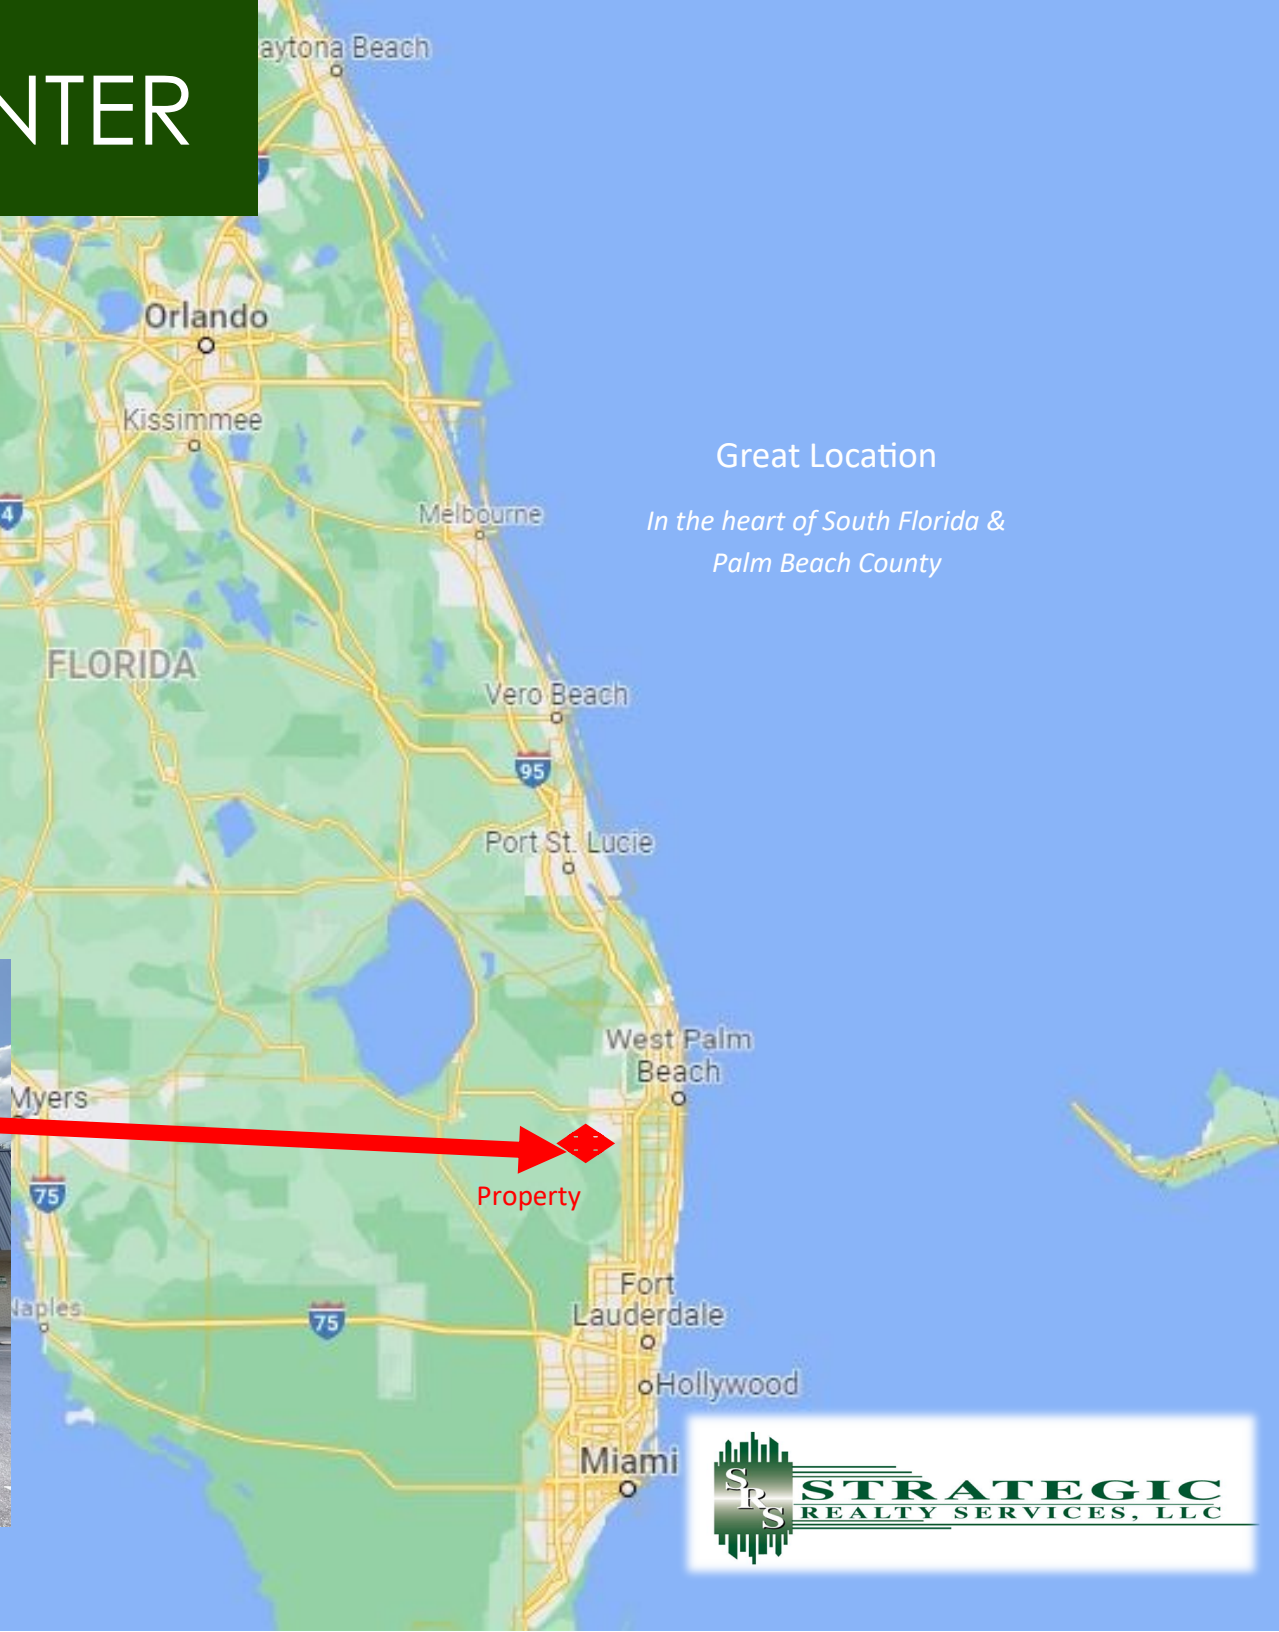 NTER
aytona Beach
Orlando
Kissimmee
4
Melbourne
Great Location
In the heart of South Florida &
Palm Beach County
FLORIDA
Vero Beach
95
Port St. Lucie
West Palm
Beach
Myers
75
Property
Naples
75
Fort
Lauderdale
Hollywood
Miami
SRS
STRATEGIC
REALTY SERVICES, LLC